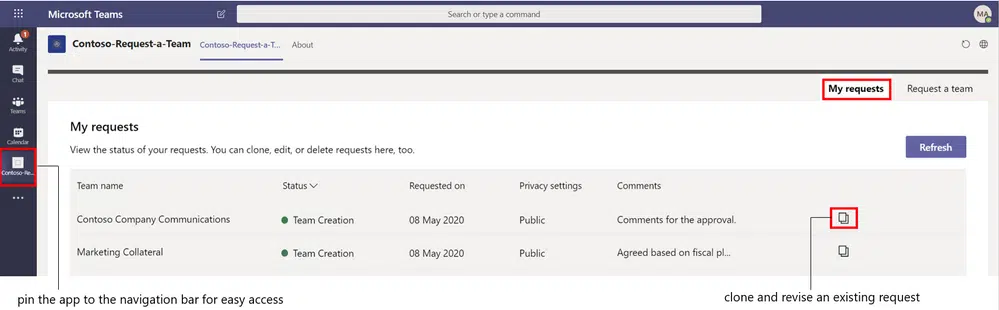 Microsoft Teams
Search or type a command
MA
1
Activity
Chat
Teams
Calendar
Contoso-Re...
Contoso-Request-a-Team
Contoso-Request-a-T...
About
My requests
Request a team
My requests
View the status of your requests. You can clone, edit, or delete requests here, too.
Refresh
Team name Status Requested on Privacy settings Comments
Contoso Company Communications Team Creation 08 May 2020 Public Comments for the approval.
Marketing Collateral Team Creation 08 May 2020 Public Agreed based on fiscal pl...
pin the app to the navigation bar for easy access
clone and revise an existing request